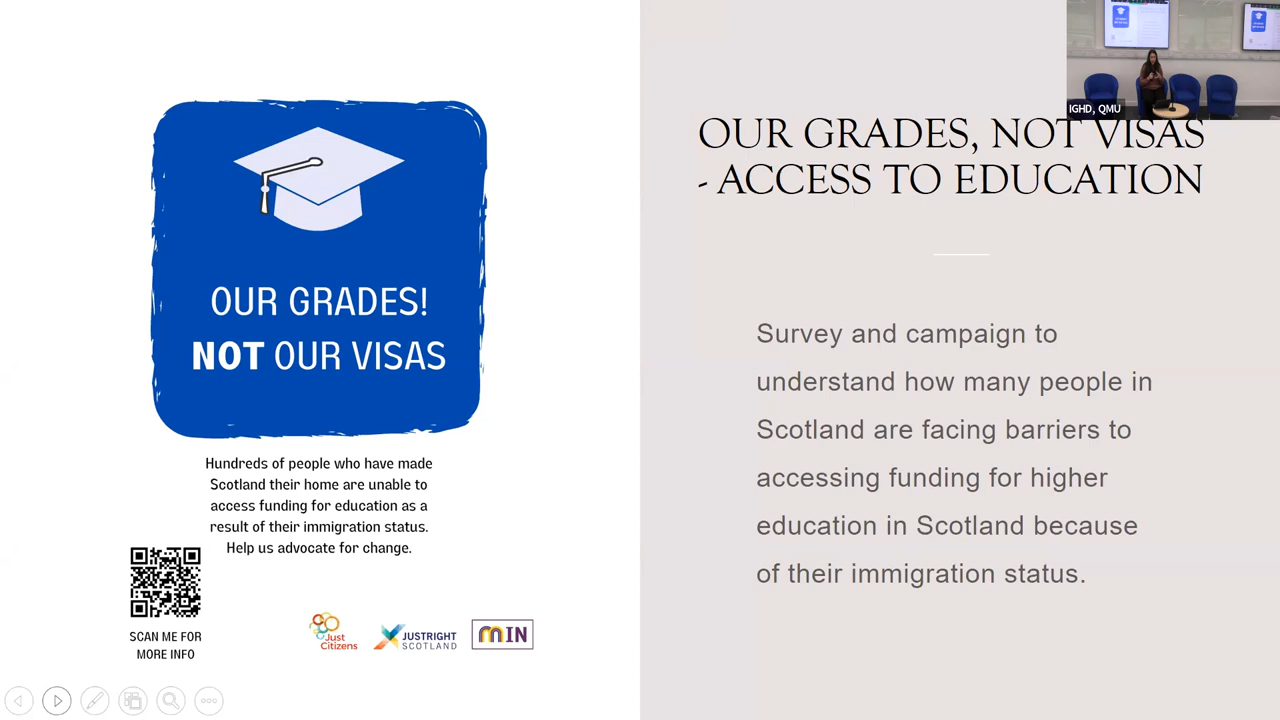 OUR GRADES!
NOT OUR VISAS
Hundreds of people who have made
Scotland their home are unable to
access funding for education as a
result of their immigration status.
Help us advocate for change.
SCAN ME FOR
MORE INFO
Just
Citizens
JUSTRIGHT
SCOTLAND
MIN
IGHD, QMU
OUR GRADES, NOT VISAS
- ACCESS TO EDUCATION
Survey and campaign to
understand how many people in
Scotland are facing barriers to
accessing funding for higher
education in Scotland because
of their immigration status.